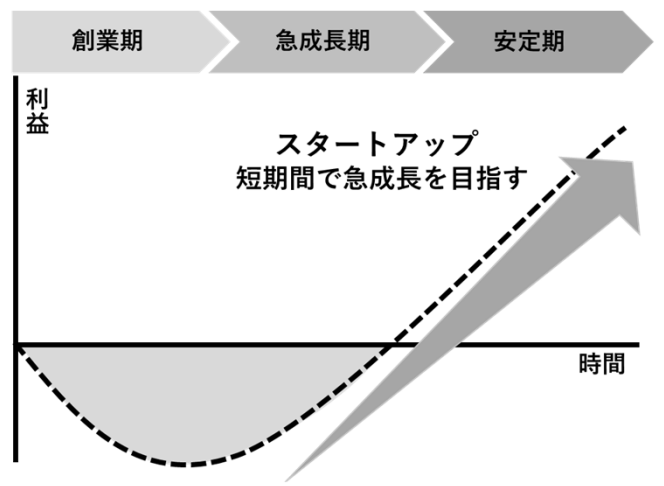 創業期
急成長期
安定期
利益
スタートアップ
短期間で急成長を目指す
時間